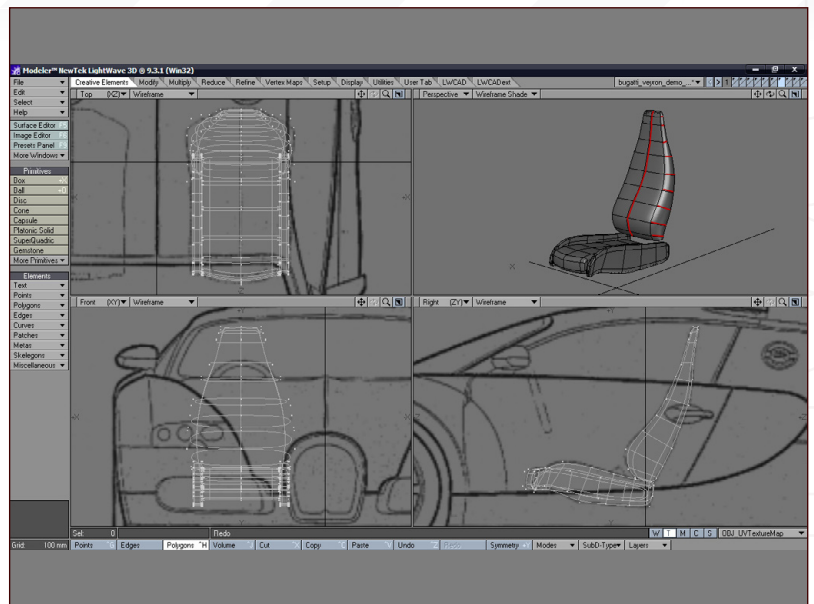 Modeler™ NewTek LightWave 3D ® 9.3.1 (Win32)
File
Creative Elements Modify Multiply Reduce Refine Vertex Maps Setup Display Utilities User Tab LWCAD LWCADext
bugatti_veyron_demo_...*
1
Edit
Select
Help
Surface Editor
Image Editor
Presets Panel
More Windows
Primitives
Box
Ball
Disc
Cone
Capsule
Platonic Solid
SuperQuadric
Gemstone
More Primitives
Elements
Text
Points
Polygons
Edges
Curves
Patches
Metas
Skelegons
Miscellaneous
Top (XZ) Wireframe
Perspective Wireframe Shade
Front (XY) Wireframe
Right (ZY) Wireframe
Sel: 0 Redo
W T M C S OBJ_UVTextureMap
Grid: 100 mm Points Edges Polygons ^H Volume Cut Copy Paste Undo Symmetry Modes SubD-Type Layers